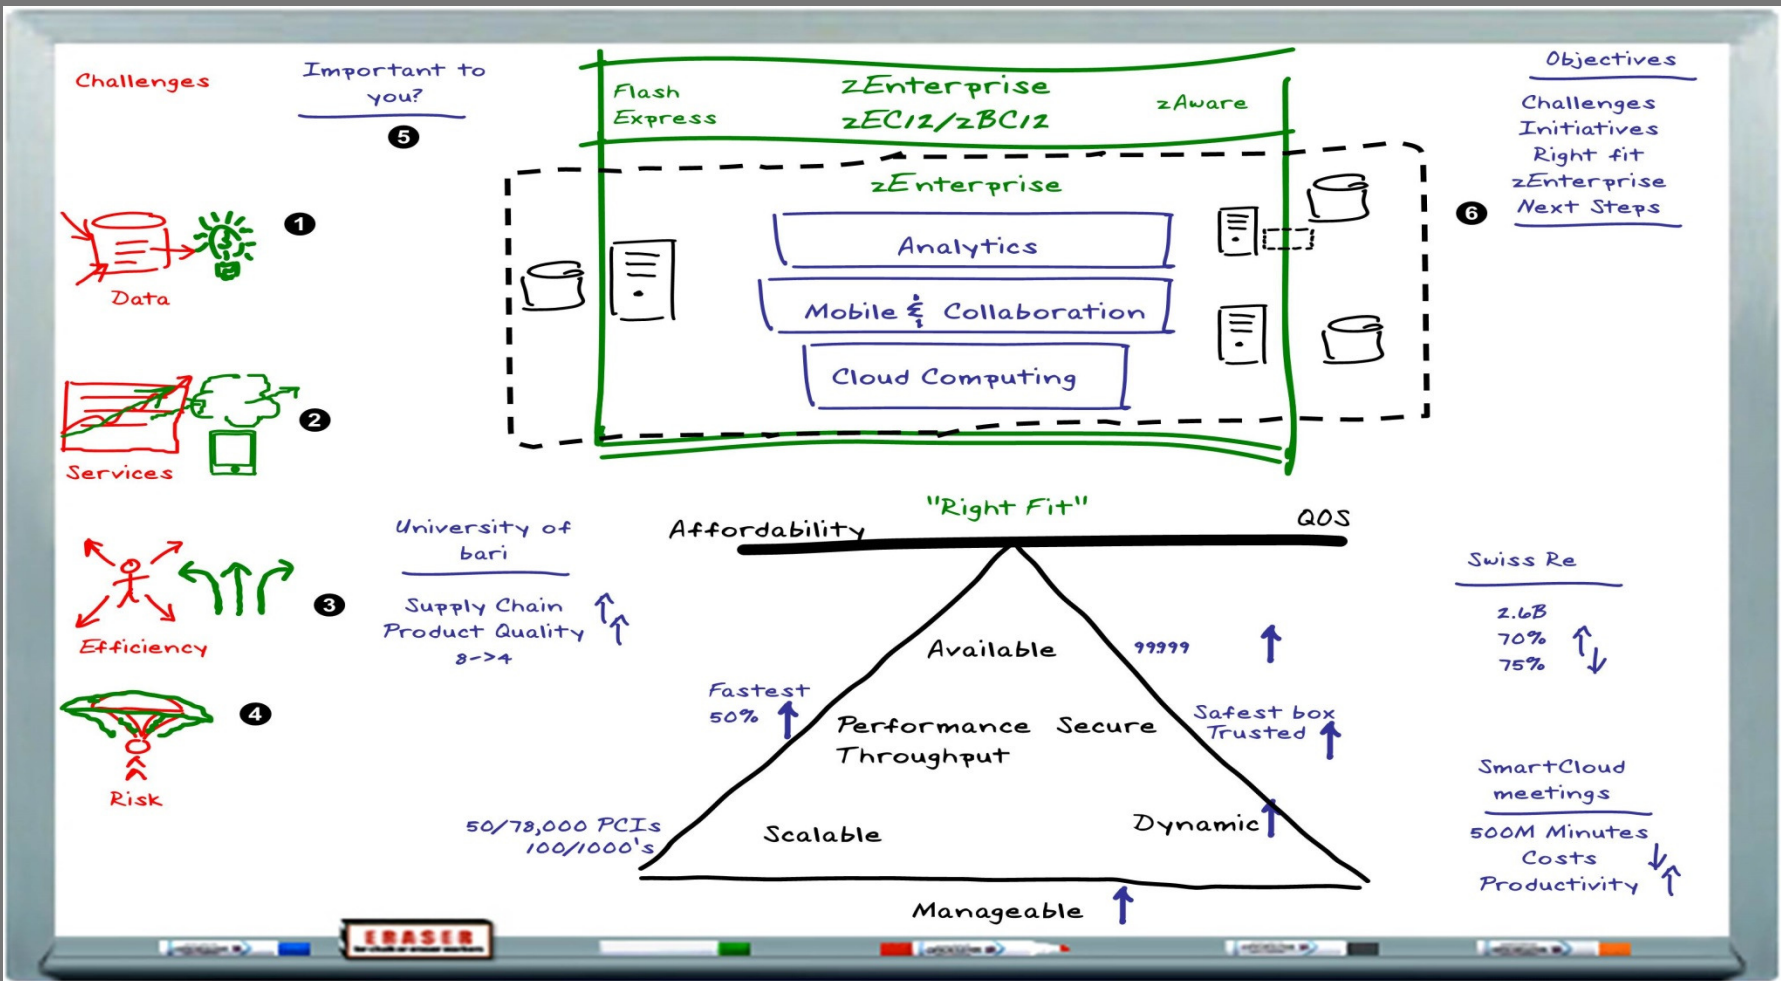 Challenges
Important to
you?
5
Flash
Express
zEnterprise
zEC12/zBC12
zAware
Objectives
Challenges
Initiatives
Right fit
zEnterprise
Next Steps
6
zEnterprise
Analytics
Mobile & Collaboration
Cloud Computing
1
Data
2
Services
3
Efficiency
4
Risk
University of
bari
Supply Chain
Product Quality
8->4
"Right Fit"
Affordability
QOS
Available
99999
Fastest
50%
Performance
Throughput
Secure
Safest box
Trusted
50/78,000 PCIs
100/1000's
Scalable
Dynamic
Manageable
Swiss Re
2.6B
70%
75%
SmartCloud
meetings
500M Minutes
Costs
Productivity
ERASER